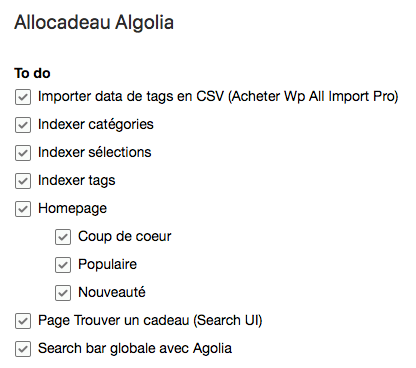 Allocadeau Algolia
To do
Importer data de tags en CSV (Acheter Wp All Import Pro)
Indexer catégories
Indexer sélections
Indexer tags
Homepage
Coup de coeur
Populaire
Nouveauté
Page Trouver un cadeau (Search UI)
Search bar globale avec Agolia